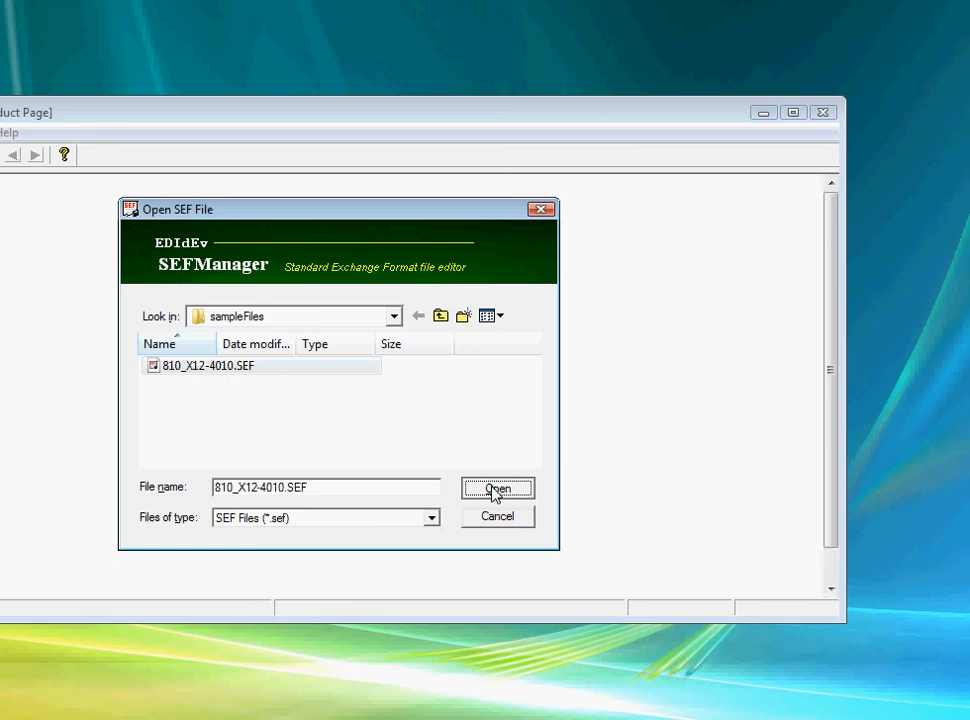 duct Page]
Help
?
SEF Open SEF File
EDIdEv
SEFManager Standard Exchange Format file editor
Look in: sampleFiles
Name Date modif... Type Size
810_X12-4010.SEF
File name: 810_X12-4010.SEF Open
Files of type: SEF Files (*.sef) Cancel